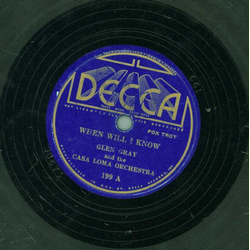 DECCA
FOX TROT
WHEN WILL I KNOW
GLEN GRAY
and the
CASA LOMA ORCHESTRA
199 A